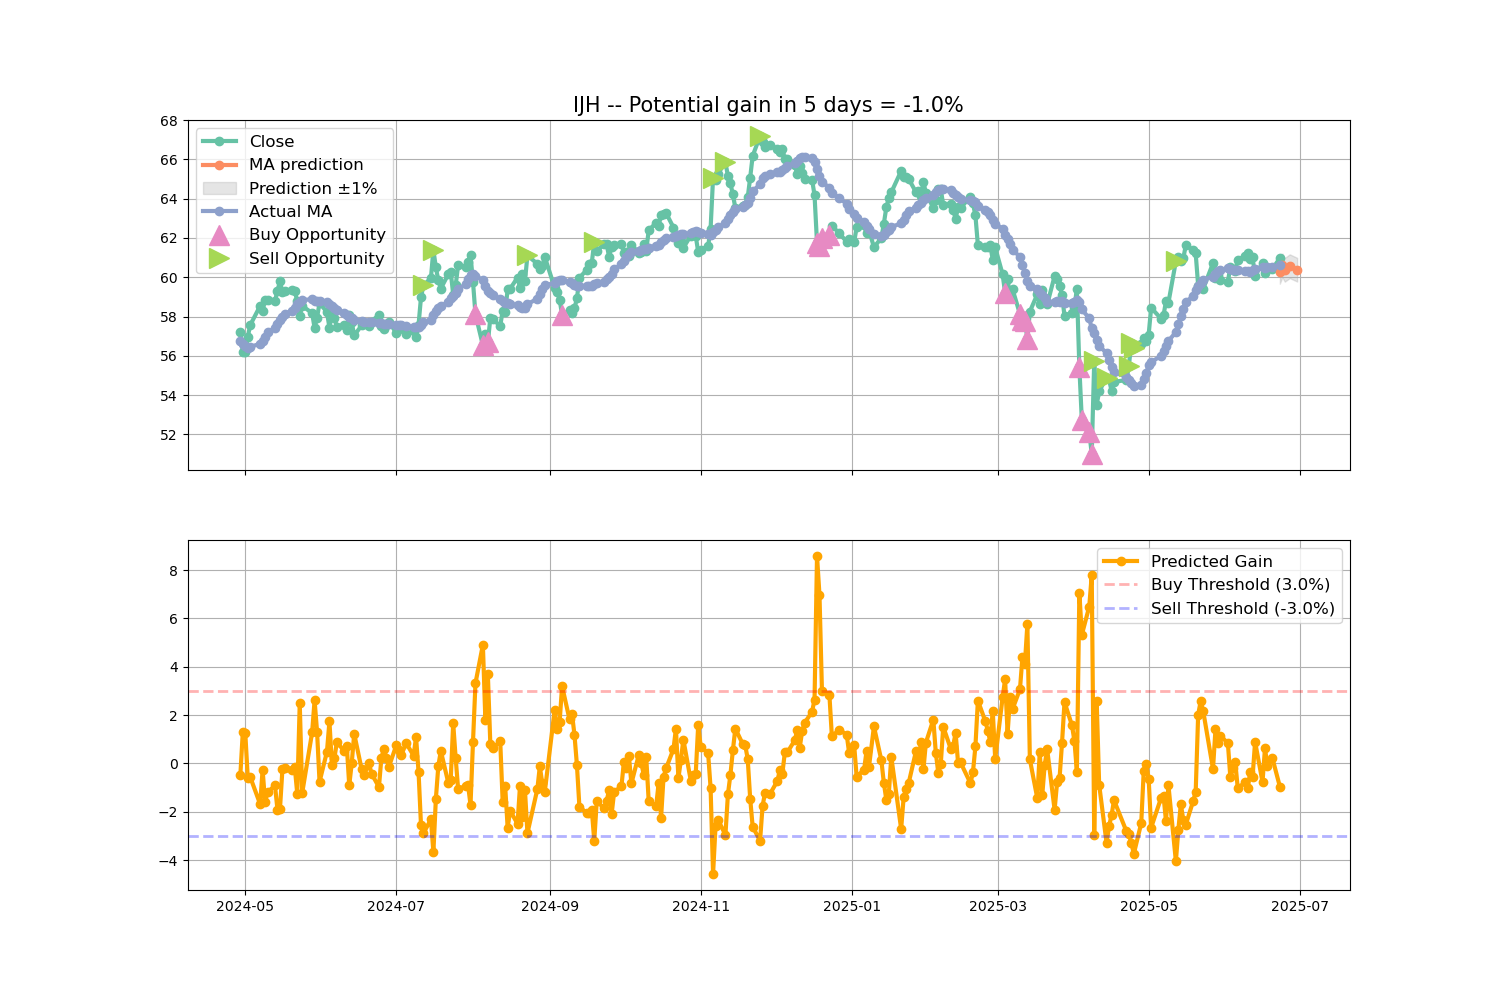 IJH -- Potential gain in 5 days = -1.0%
68
66
64
62
60
58
56
54
52
Close
MA prediction
Prediction ±1%
Actual MA
Buy Opportunity
Sell Opportunity
8
6
4
2
0
−2
−4
Predicted Gain
Buy Threshold (3.0%)
Sell Threshold (-3.0%)
2024-05 2024-07 2024-09 2024-11 2025-01 2025-03 2025-05 2025-07